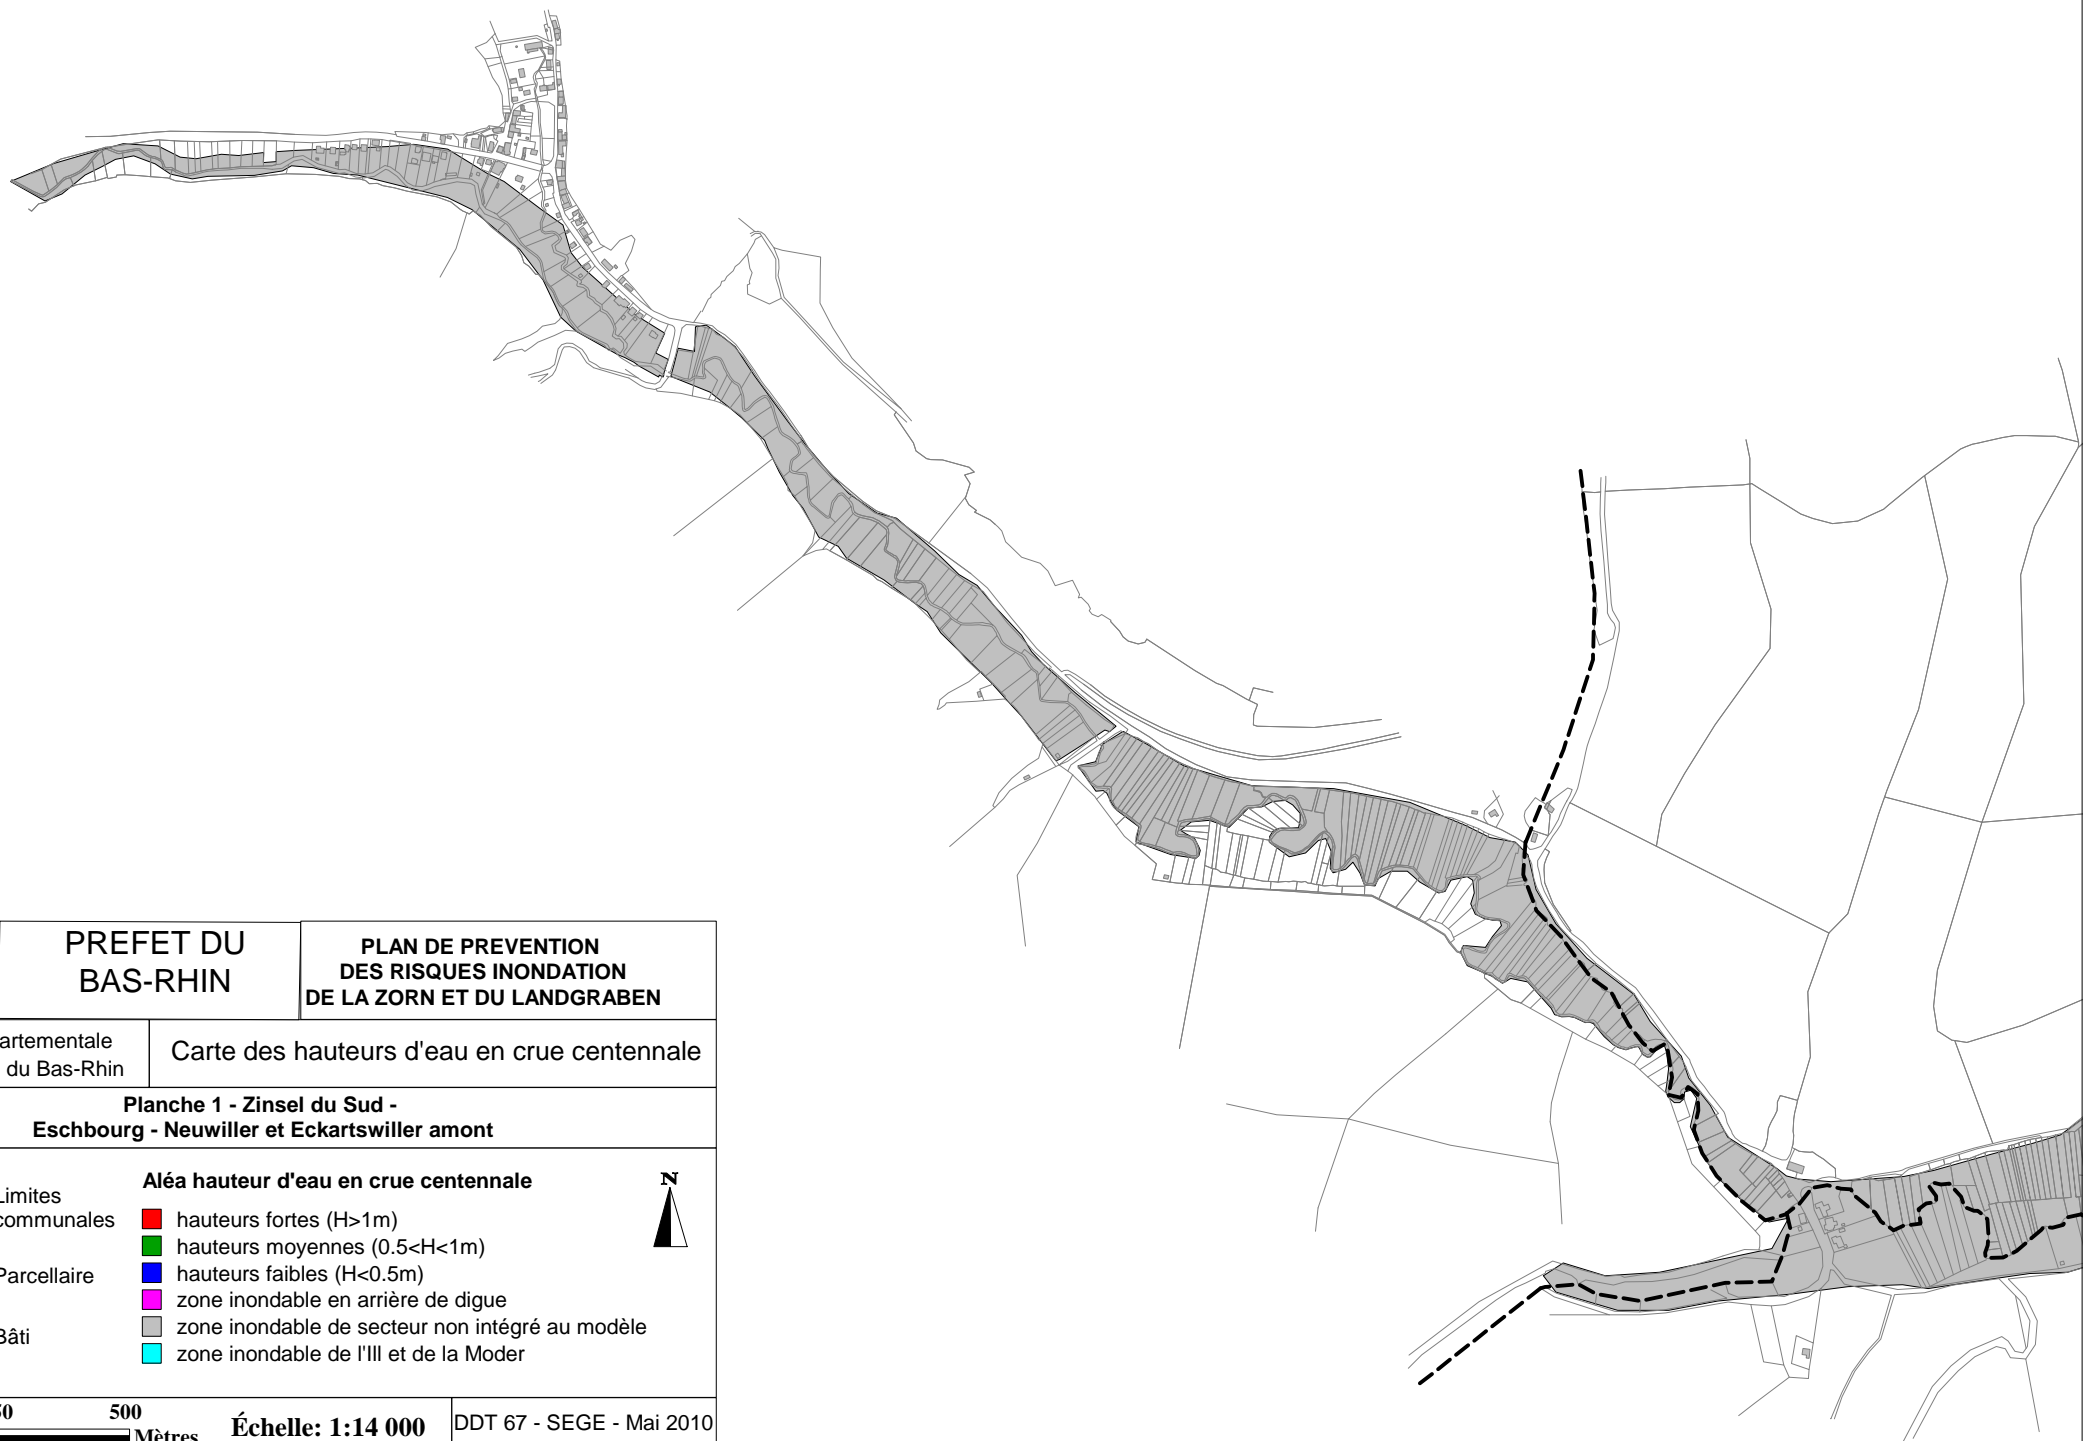 PREFET DU
BAS-RHIN
PLAN DE PREVENTION
DES RISQUES INONDATION
DE LA ZORN ET DU LANDGRABEN
artementale
du Bas-Rhin
Carte des hauteurs d'eau en crue centennale
Planche 1 - Zinsel du Sud -
Eschbourg - Neuwiller et Eckartswiller amont
Limites
communales
Parcellaire
Bâti
Aléa hauteur d'eau en crue centennale
hauteurs fortes (H>1m)
hauteurs moyennes (0.5<H<1m)
hauteurs faibles (H<0.5m)
zone inondable en arrière de digue
zone inondable de secteur non intégré au modèle
zone inondable de l'Ill et de la Moder
N
50 500
Mètres
Échelle: 1:14 000
DDT 67 - SEGE - Mai 2010